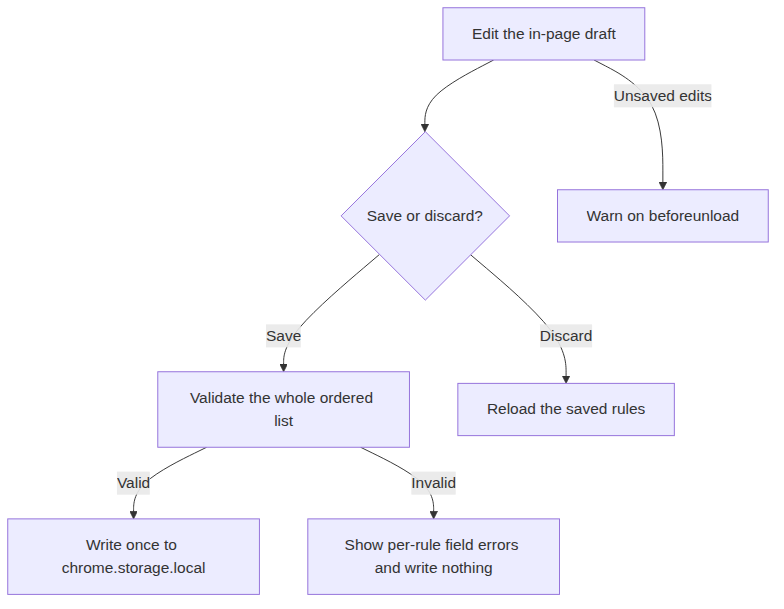 Edit the in-page draft
Unsaved edits
Save or discard?
Warn on beforeunload
Save
Discard
Validate the whole ordered
list
Reload the saved rules
Valid
Invalid
Write once to
chrome.storage.local
Show per-rule field errors
and write nothing